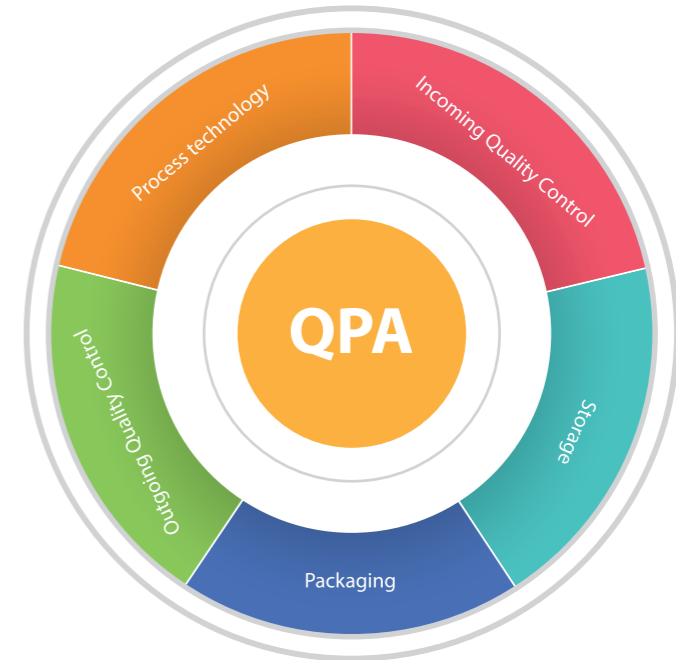 Process technology
Incoming Quality Control
QPA
Outgoing Quality Control
Storage
Packaging